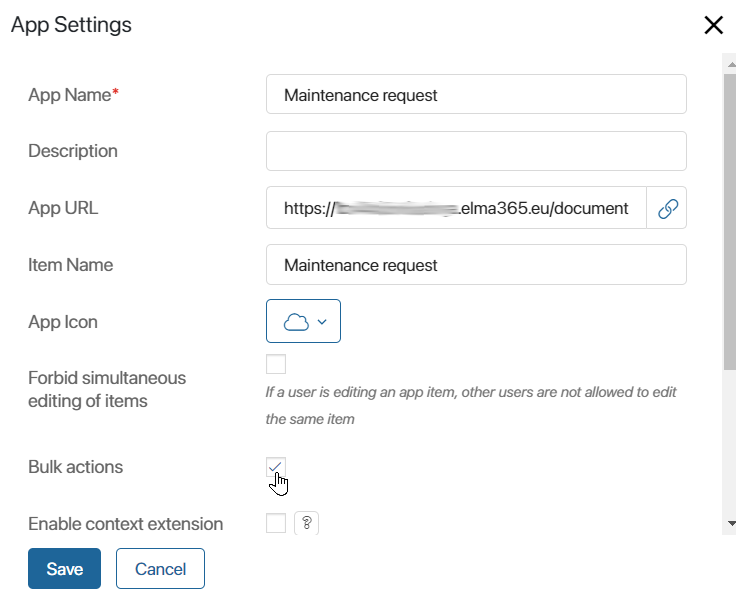 App Settings
App Name*
Maintenance request
Description
App URL
https:// .elma365.eu/document
Item Name
Maintenance request
App Icon
Forbid simultaneous
editing of items
If a user is editing an app item, other users are not allowed to edit
the same item
Bulk actions
Enable context extension
?
Save
Cancel